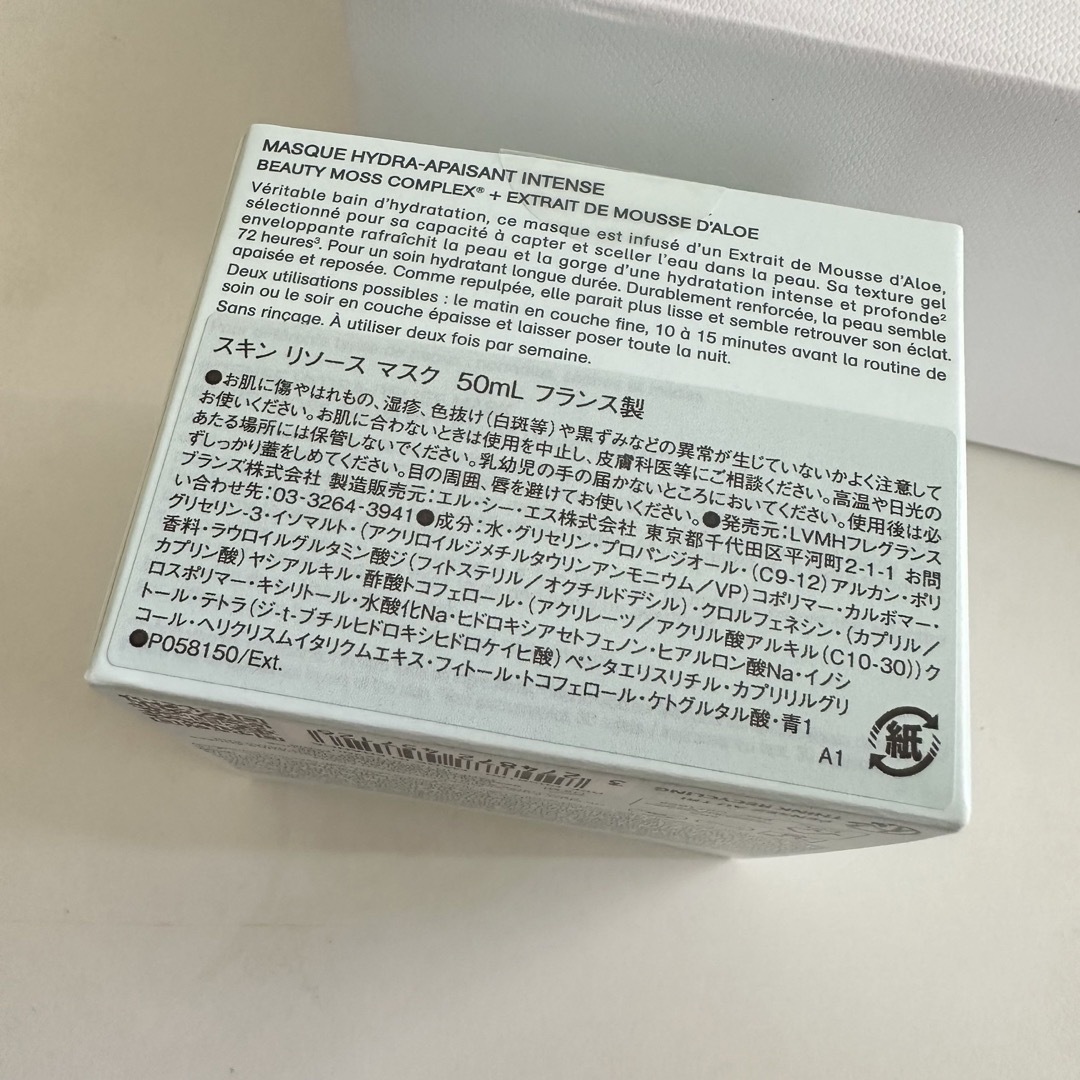 MASQUE HYDRA-APAISANT INTENSE
BEAUTY MOSS COMPLEX® + EXTRAIT DE MOUSSE D'ALOE
Véritable bain d'hydratation, ce masque est infusé d'un Extrait de Mousse d'Aloe,
sélectionné pour sa capacité à capter et sceller l'eau dans la peau. Sa texture gel
enveloppante rafraîchit la peau et la gorge d'une hydratation intense et profonde²
72 heures³. Pour un soin hydratant longue durée. Durablement renforcée, la peau semble
apaisée et reposée. Comme repulpée, elle parait plus lisse et semble retrouver son éclat.
Deux utilisations possibles : le matin en couche fine, 10 à 15 minutes avant la routine de
soin ou le soir en couche épaisse et laisser poser toute la nuit.
Sans rinçage. À utiliser deux fois par semaine.
スキン リソース マスク 50mL フランス製
●お肌に傷やはれもの、湿疹、色抜け(白斑等)や黒ずみなどの異常が生じていないかよく注意して
お使いください。お肌に合わないときは使用を中止し、皮膚科医等にご相談ください。高温や日光の
あたる場所には保管しないでください。乳幼児の手の届かないところにおいてください。使用後は必
ずしっかり蓋をしめてください。目の周囲、唇を避けてお使いください。●発売元:LVMHフレグランス
ブランズ株式会社 製造販売元:エル・シー・エス株式会社 東京都千代田区平河町2-1-1 お問
い合わせ先:03-3264-3941●成分:水・グリセリン・プロパンジオール・(C9-12)アルカン・ポリ
グリセリン-3・イソマルト・(アクリロイルジメチルタウリンアンモニウム/VP)コポリマー・カルボマー・
香料・ラウロイルグルタミン酸ジ(フィトステリル/オクチルドデシル)・クロルフェネシン・(カプリル/
カプリン酸)ヤシアルキル・酢酸トコフェロール・(アクリレーツ/アクリル酸アルキル(C10-30))ク
ロスポリマー・キシリトール・水酸化Na・ヒドロキシアセトフェノン・ヒアルロン酸Na・イノシ
トール・テトラ(ジ-t-ブチルヒドロキシヒドロケイヒ酸)ペンタエリスリチル・カプリリルグリ
コール・ヘリクリスムイタリクムエキス・フィトール・トコフェロール・ケトグルタル酸・青1
●P058150/Ext.
A1
紙
THINK RECYCLING